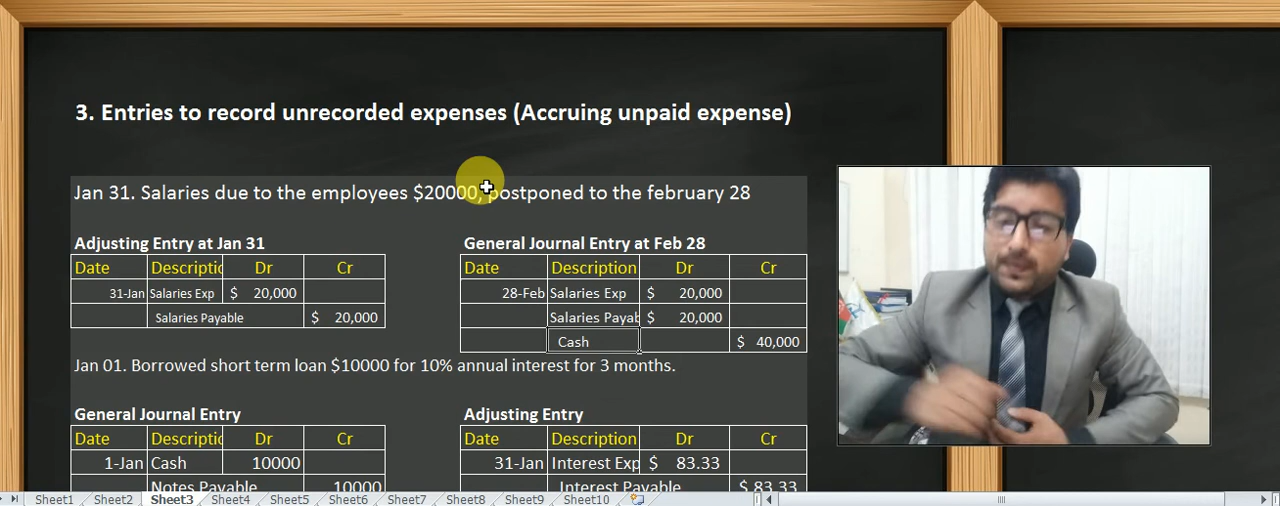 3. Entries to record unrecorded expenses (Accruing unpaid expense)
Jan 31. Salaries due to the employees $20000, postponed to the february 28
Adjusting Entry at Jan 31
Date Descriptic Dr Cr
31-Jan Salaries Exp $ 20,000
Salaries Payable $ 20,000
General Journal Entry at Feb 28
Date Description Dr Cr
28-Feb Salaries Exp $ 20,000
Salaries Payab $ 20,000
Cash $ 40,000
Jan 01. Borrowed short term loan $10000 for 10% annual interest for 3 months.
General Journal Entry
Date Descriptic Dr Cr
1-Jan Cash 10000
Notes Payable 10000
Adjusting Entry
Date Description Dr Cr
31-Jan Interest Exp $ 83.33
Interest Payable $ 83.33
Sheet1 Sheet2 Sheet3 Sheet4 Sheet5 Sheet6 Sheet7 Sheet8 Sheet9 Sheet10